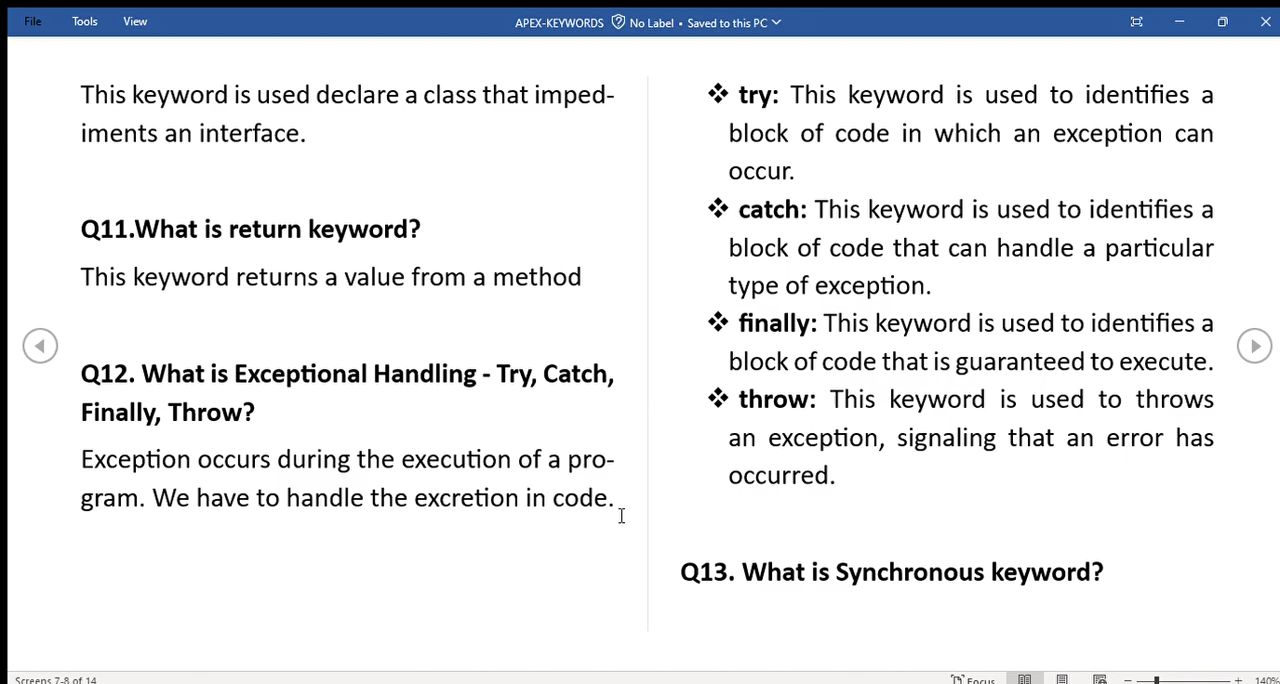 File Tools View APEX-KEYWORDS No Label • Saved to this PC
This keyword is used declare a class that imped-
iments an interface.
Q11.What is return keyword?
This keyword returns a value from a method
Q12. What is Exceptional Handling - Try, Catch,
Finally, Throw?
Exception occurs during the execution of a pro-
gram. We have to handle the excretion in code.
❖ try: This keyword is used to identifies a
block of code in which an exception can
occur.
❖ catch: This keyword is used to identifies a
block of code that can handle a particular
type of exception.
❖ finally: This keyword is used to identifies a
block of code that is guaranteed to execute.
❖ throw: This keyword is used to throws
an exception, signaling that an error has
occurred.
Q13. What is Synchronous keyword?
Screens 7-8 of 14 Focus 140%